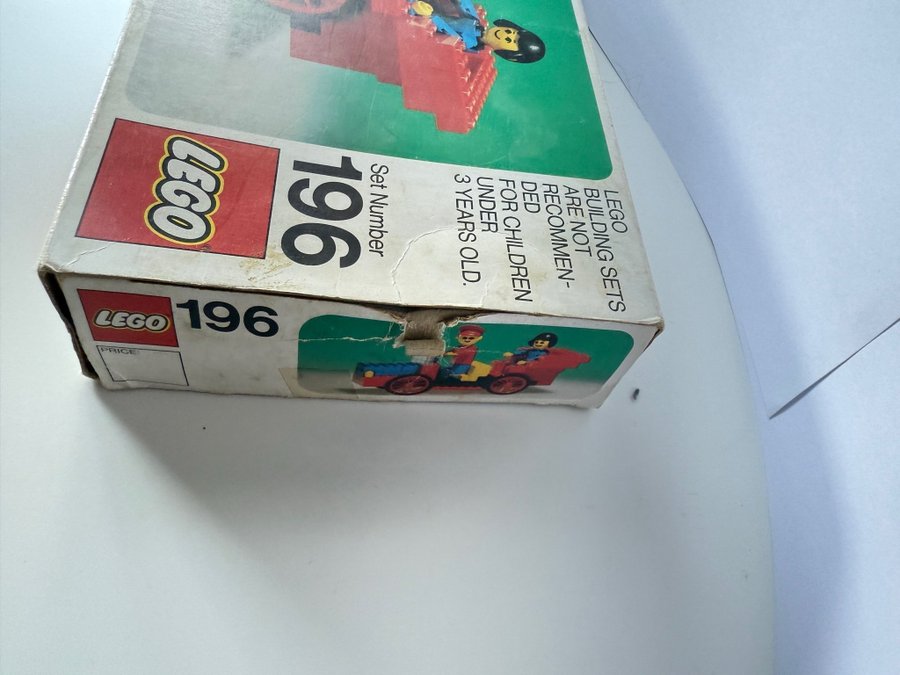 LEGO
Set Number
196
LEGO
BUILDING SETS
ARE NOT
RECOMMEN-
DED
FOR CHILDREN
UNDER
3 YEARS OLD.
LEGO
196
PRICE: